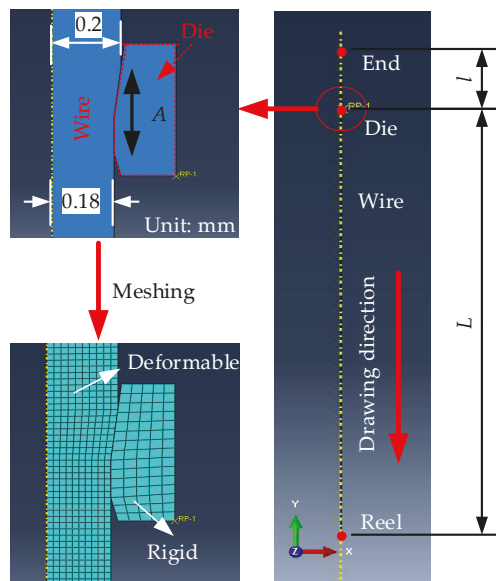 0.2
Die
Wire
A
RP-1
0.18
Unit: mm
Meshing
Deformable
RP-1
Rigid
End
l
RP-1
Die
Wire
Drawing direction
L
Reel
Y
Z
X